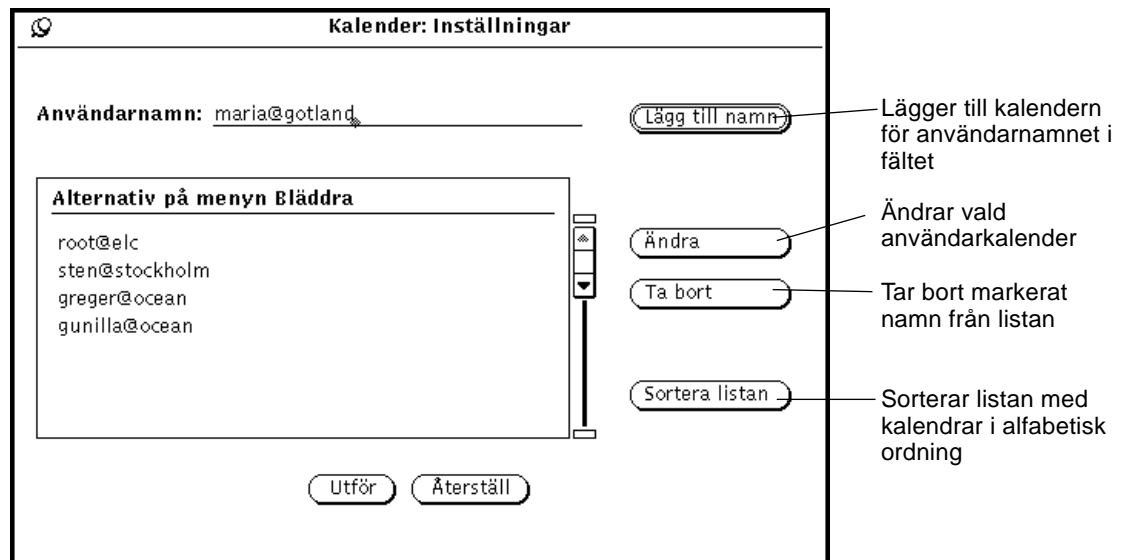 Kalender: Inställningar
Användarnamn: maria@gotland
Lägg till namn
Lägger till kalendern
för användarnamnet i
fältet
Alternativ på menyn Bläddra
root@elc
sten@stockholm
greger@ocean
gunilla@ocean
Ändra
Ändrar vald
användarkalender
Ta bort
Tar bort markerat
namn från listan
Sortera listan
Sorterar listan med
kalendrar i alfabetisk
ordning
Utför
Återställ